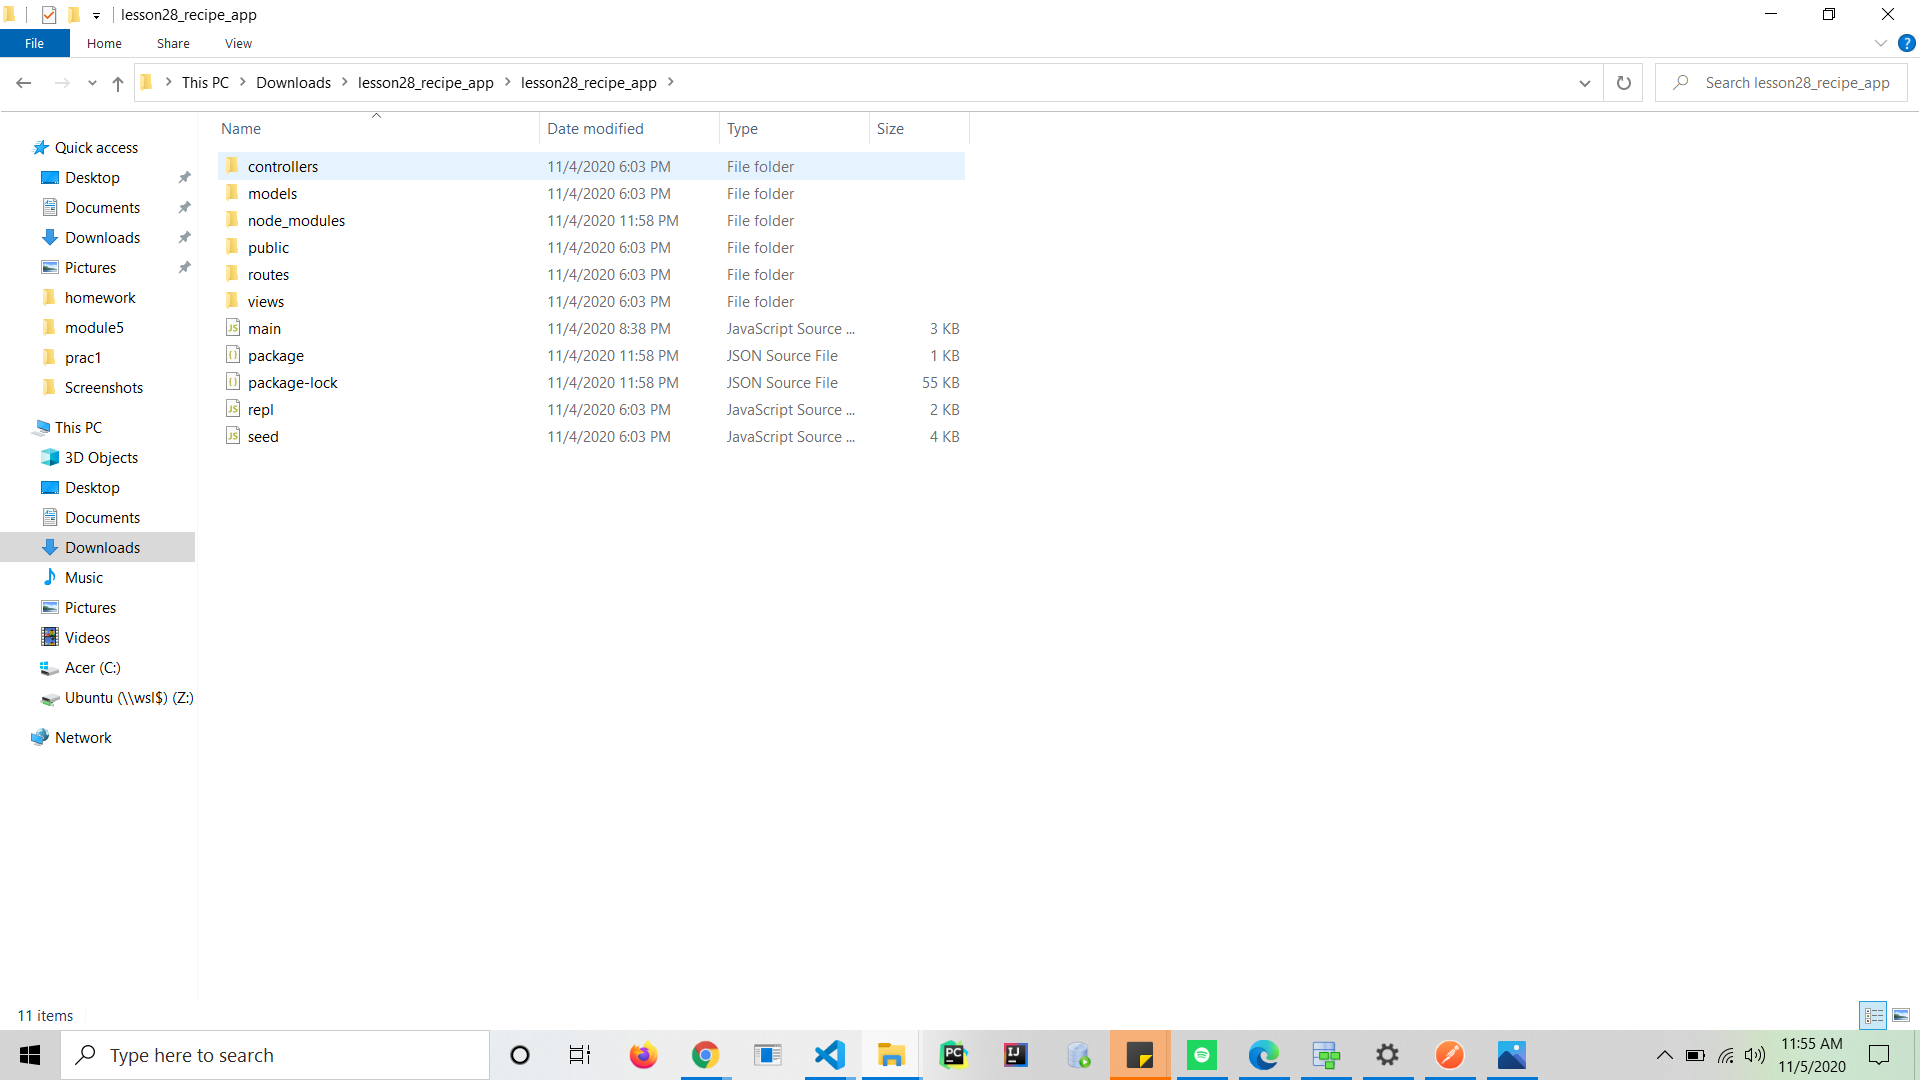 lesson28_recipe_app
File Home Share View
This PC Downloads lesson28_recipe_app lesson28_recipe_app
Search lesson28_recipe_app
Name Date modified Type Size
Quick access
Desktop
Documents
Downloads
Pictures
homework
module5
prac1
Screenshots
This PC
3D Objects
Desktop
Documents
Downloads
Music
Pictures
Videos
Acer (C:)
Ubuntu (\\wsl$) (Z:)
Network
controllers 11/4/2020 6:03 PM File folder
models 11/4/2020 6:03 PM File folder
node_modules 11/4/2020 11:58 PM File folder
public 11/4/2020 6:03 PM File folder
routes 11/4/2020 6:03 PM File folder
views 11/4/2020 6:03 PM File folder
main 11/4/2020 8:38 PM JavaScript Source ... 3 KB
package 11/4/2020 11:58 PM JSON Source File 1 KB
package-lock 11/4/2020 11:58 PM JSON Source File 55 KB
repl 11/4/2020 6:03 PM JavaScript Source ... 2 KB
seed 11/4/2020 6:03 PM JavaScript Source ... 4 KB
11 items
Type here to search
PC
IJ
11:55 AM
11/5/2020